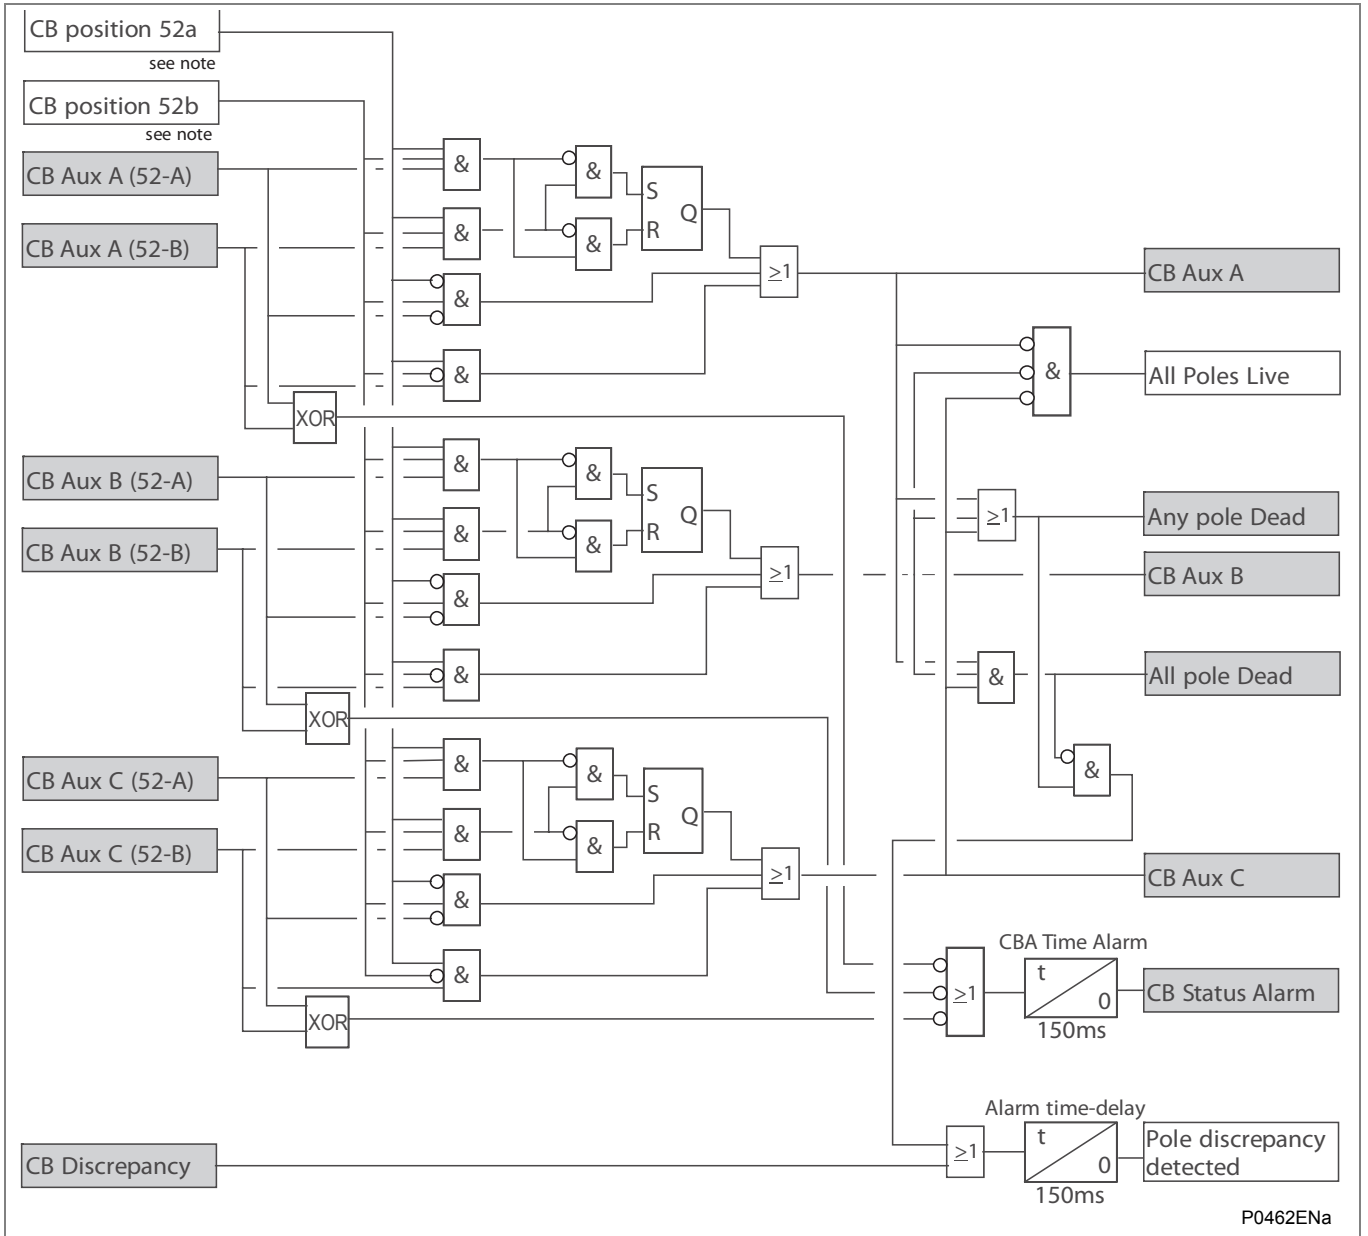 CB position 52a
see note
CB position 52b
see note
CB Aux A (52-A)
CB Aux A (52-B)
&
&
&
&
&
&
S
R
Q
≥1
XOR
CB Aux A
&
All Poles Live
CB Aux B (52-A)
CB Aux B (52-B)
&
&
&
&
&
&
S
R
Q
≥1
XOR
≥1
Any pole Dead
CB Aux B
&
All pole Dead
&
CB Aux C (52-A)
CB Aux C (52-B)
&
&
&
&
&
&
S
R
Q
≥1
XOR
CB Aux C
≥1
CBA Time Alarm
t
0
150ms
CB Status Alarm
CB Discrepancy
≥1
Alarm time-delay
t
0
150ms
Pole discrepancy
detected
P0462ENa